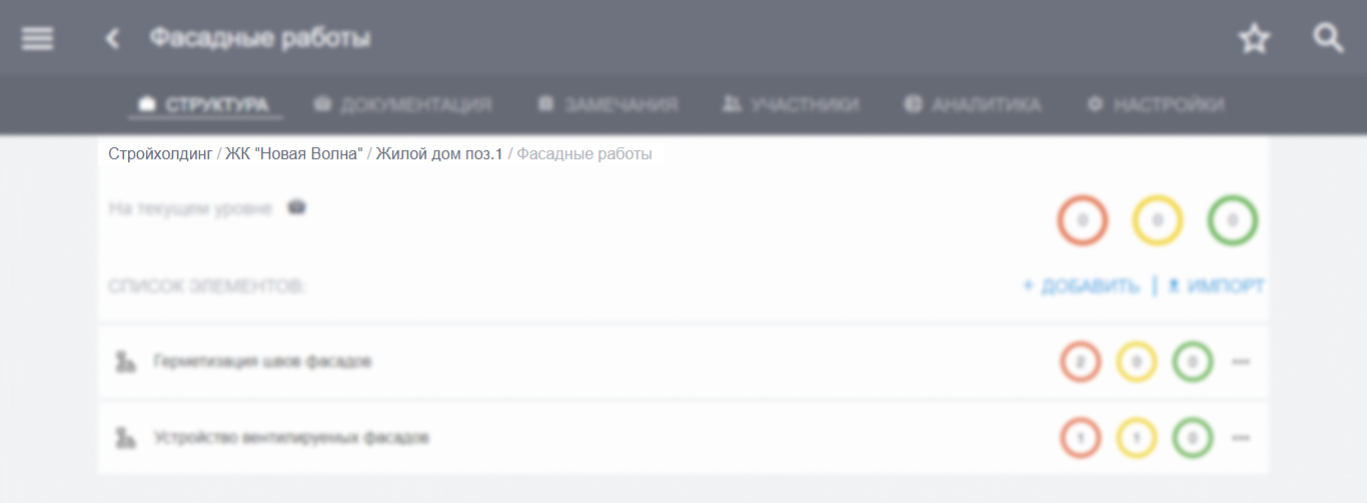 Фасадные работы
СТРУКТУРА ДОКУМЕНТАЦИЯ ЗАМЕЧАНИЯ УЧАСТНИКИ АНАЛИТИКА НАСТРОЙКИ
Стройхолдинг / ЖК "Новая Волна" / Жилой дом поз.1 / Фасадные работы
На текущем уровне 0 0 0
СПИСОК ЭЛЕМЕНТОВ: + ДОБАВИТЬ | ИМПОРТ
Герметизация швов фасадов 2 0 0 ...
Устройство вентилируемых фасадов 1 1 0 ...